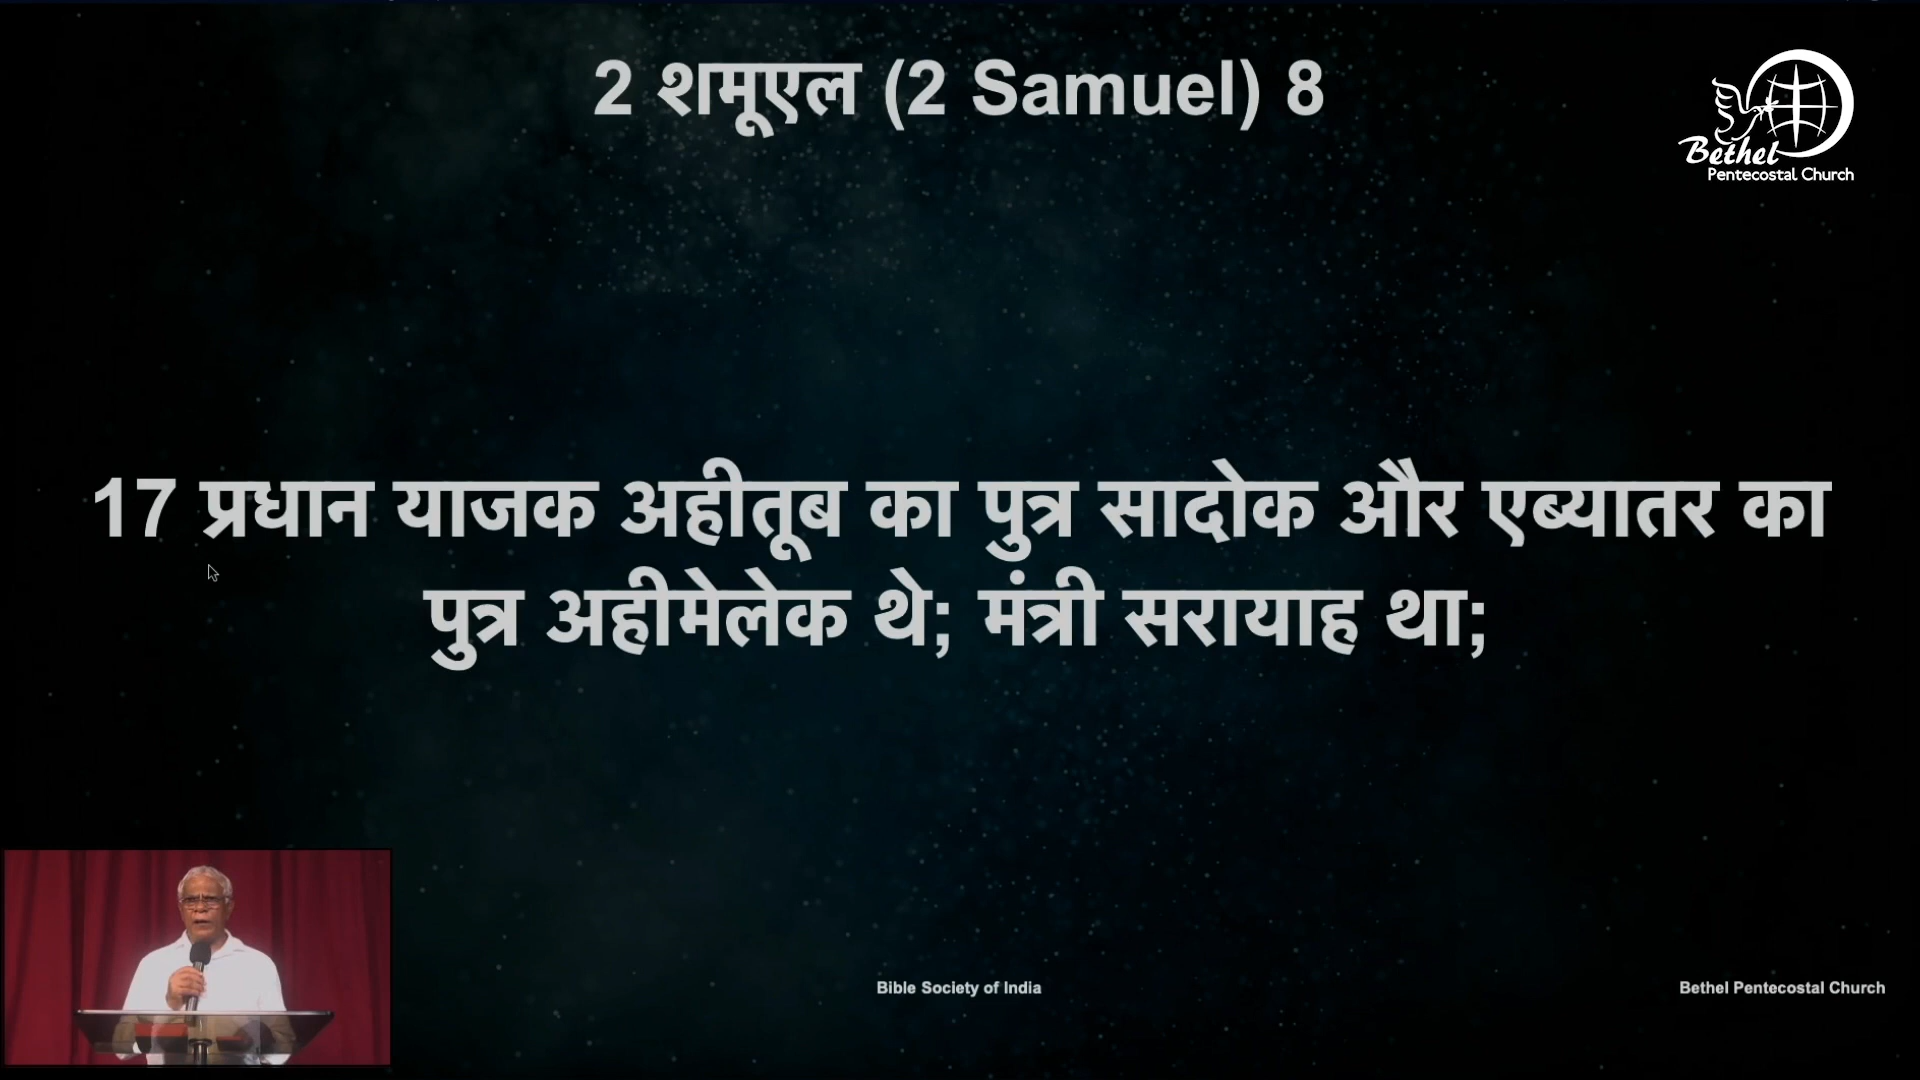 2 शमूएल (2 Samuel) 8
Bethel
Pentecostal Church
17 प्रधान याजक अहीतूब का पुत्र सादोक और एब्यातर का
पुत्र अहीमेलेक थे; मंत्री सरायाह था;
Bible Society of India
Bethel Pentecostal Church